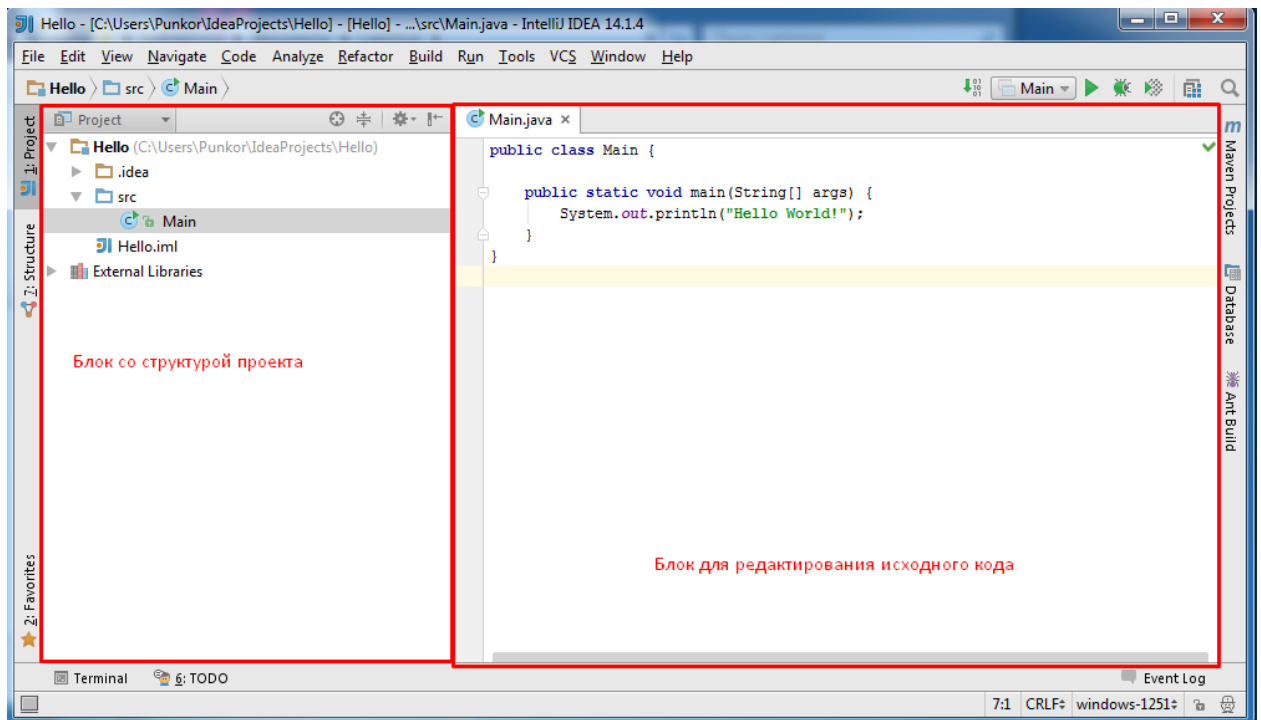 Hello - [C:\Users\Punkor\IdeaProjects\Hello] - [Hello] - ...\src\Main.java - IntelliJ IDEA 14.1.4
File Edit View Navigate Code Analyze Refactor Build Run Tools VCS Window Help
Hello src Main
Main
1: Project
7: Structure
2: Favorites
Project
Hello (C:\Users\Punkor\IdeaProjects\Hello)
.idea
src
Main
Hello.iml
External Libraries
Блок со структурой проекта
Main.java
public class Main {
public static void main(String[] args) {
System.out.println("Hello World!");
}
}
Блок для редактирования исходного кода
Maven Projects
Database
Ant Build
Terminal 6: TODO Event Log
7:1 CRLF windows-1251